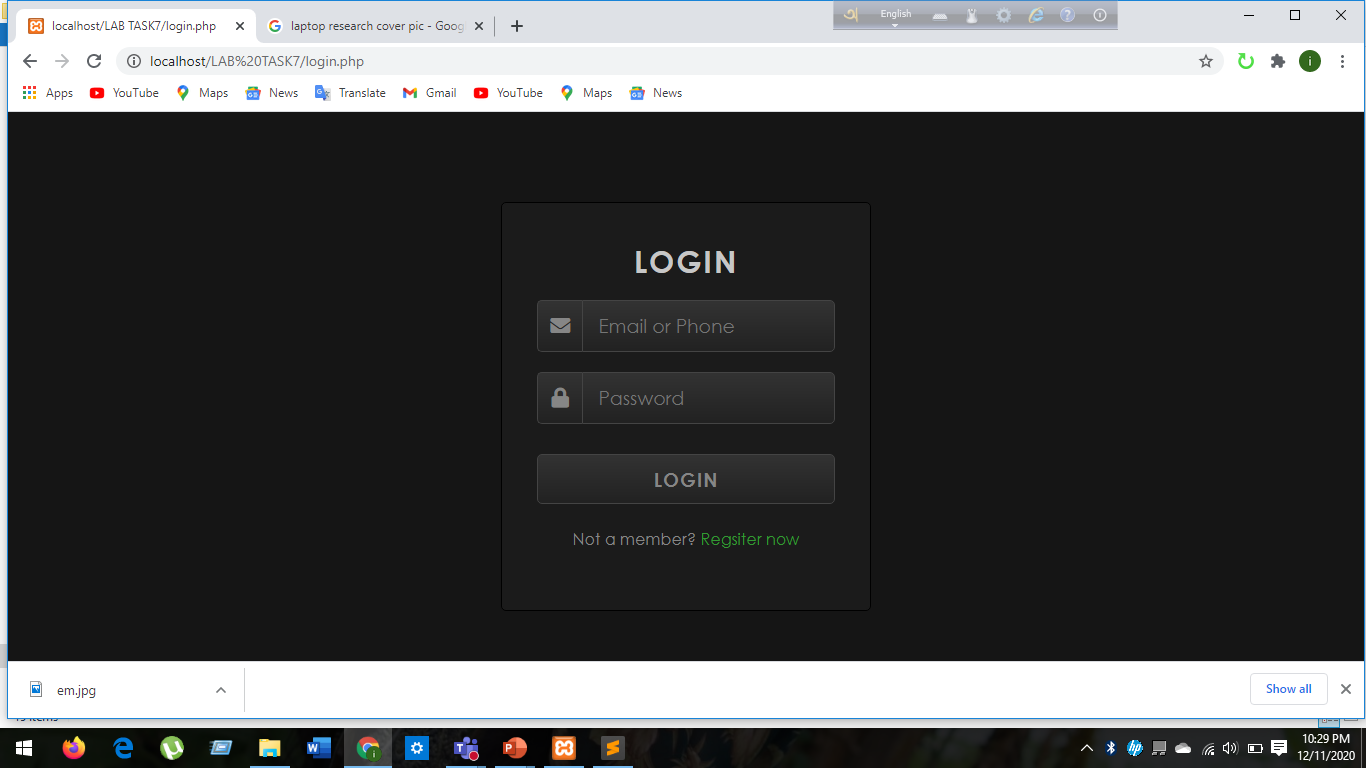 localhost/LAB TASK7/login.php
laptop research cover pic - Goog
English
localhost/LAB%20TASK7/login.php
i
Apps
YouTube
Maps
News
Translate
Gmail
YouTube
Maps
News
LOGIN
Email or Phone
Password
LOGIN
Not a member? Regsiter now
em.jpg
Show all
10:29 PM
12/11/2020